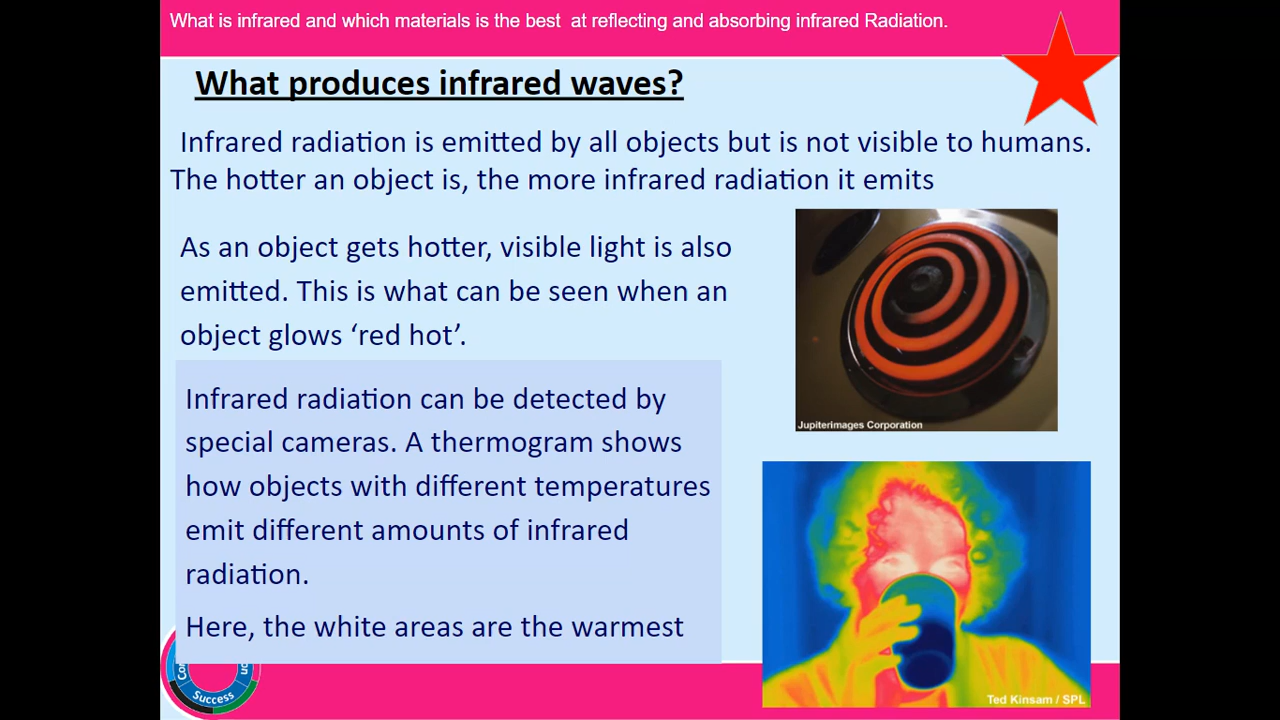 What is infrared and which materials is the best  at reflecting and absorbing infrared Radiation.
What produces infrared waves?
Infrared radiation is emitted by all objects but is not visible to humans.
The hotter an object is, the more infrared radiation it emits
As an object gets hotter, visible light is also
emitted. This is what can be seen when an
object glows ‘red hot’.
Jupiterimages Corporation
Infrared radiation can be detected by
special cameras. A thermogram shows
how objects with different temperatures
emit different amounts of infrared
radiation.
Here, the white areas are the warmest
Success
Ted Kinsam / SPL